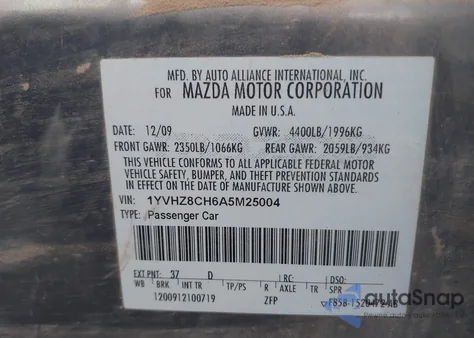 MFD. BY AUTO ALLIANCE INTERNATIONAL, INC.
FOR MAZDA MOTOR CORPORATION
MADE IN U.S.A.
DATE: 12/09 GVWR: 4400LB/1996KG
FRONT GAWR: 2350LB/1066KG REAR GAWR: 2059LB/934KG
THIS VEHICLE CONFORMS TO ALL APPLICABLE FEDERAL MOTOR
VEHICLE SAFETY, BUMPER, AND THEFT PREVENTION STANDARDS
IN EFFECT ON THE DATE OF MANUFACTURE SHOWN ABOVE.
VIN: 1YVHZ8CH6A5M25004
TYPE: Passenger Car
EXT PNT: 37 D RC: DSO:
WB BRK INT TR TP/PS R AXLE TR SPR
1200912100719 ZFP
autoSnap